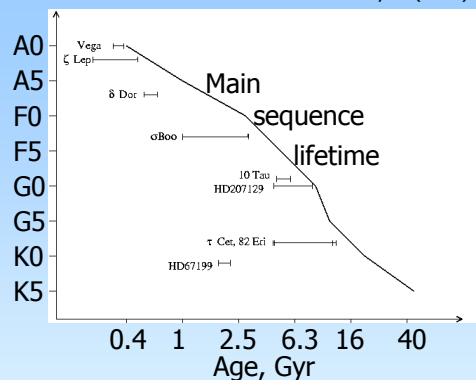 A0
Vega
ζ Lep
A5
Main
δ Dor
F0
sequence
σBoo
F5
lifetime
10 Tau
G0
HD207129
G5
τ Cet, 82 Eri
K0
HD67199
K5
0.4 1 2.5 6.3 16 40
Age, Gyr